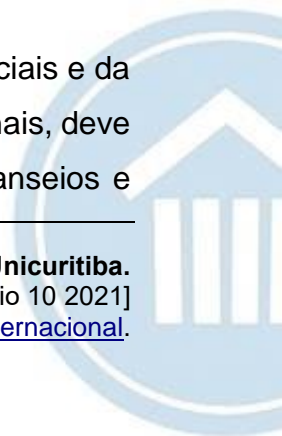 ciais e da
nais, deve
anseios e
Unicuritiba.
io 10 2021]
ernacional.